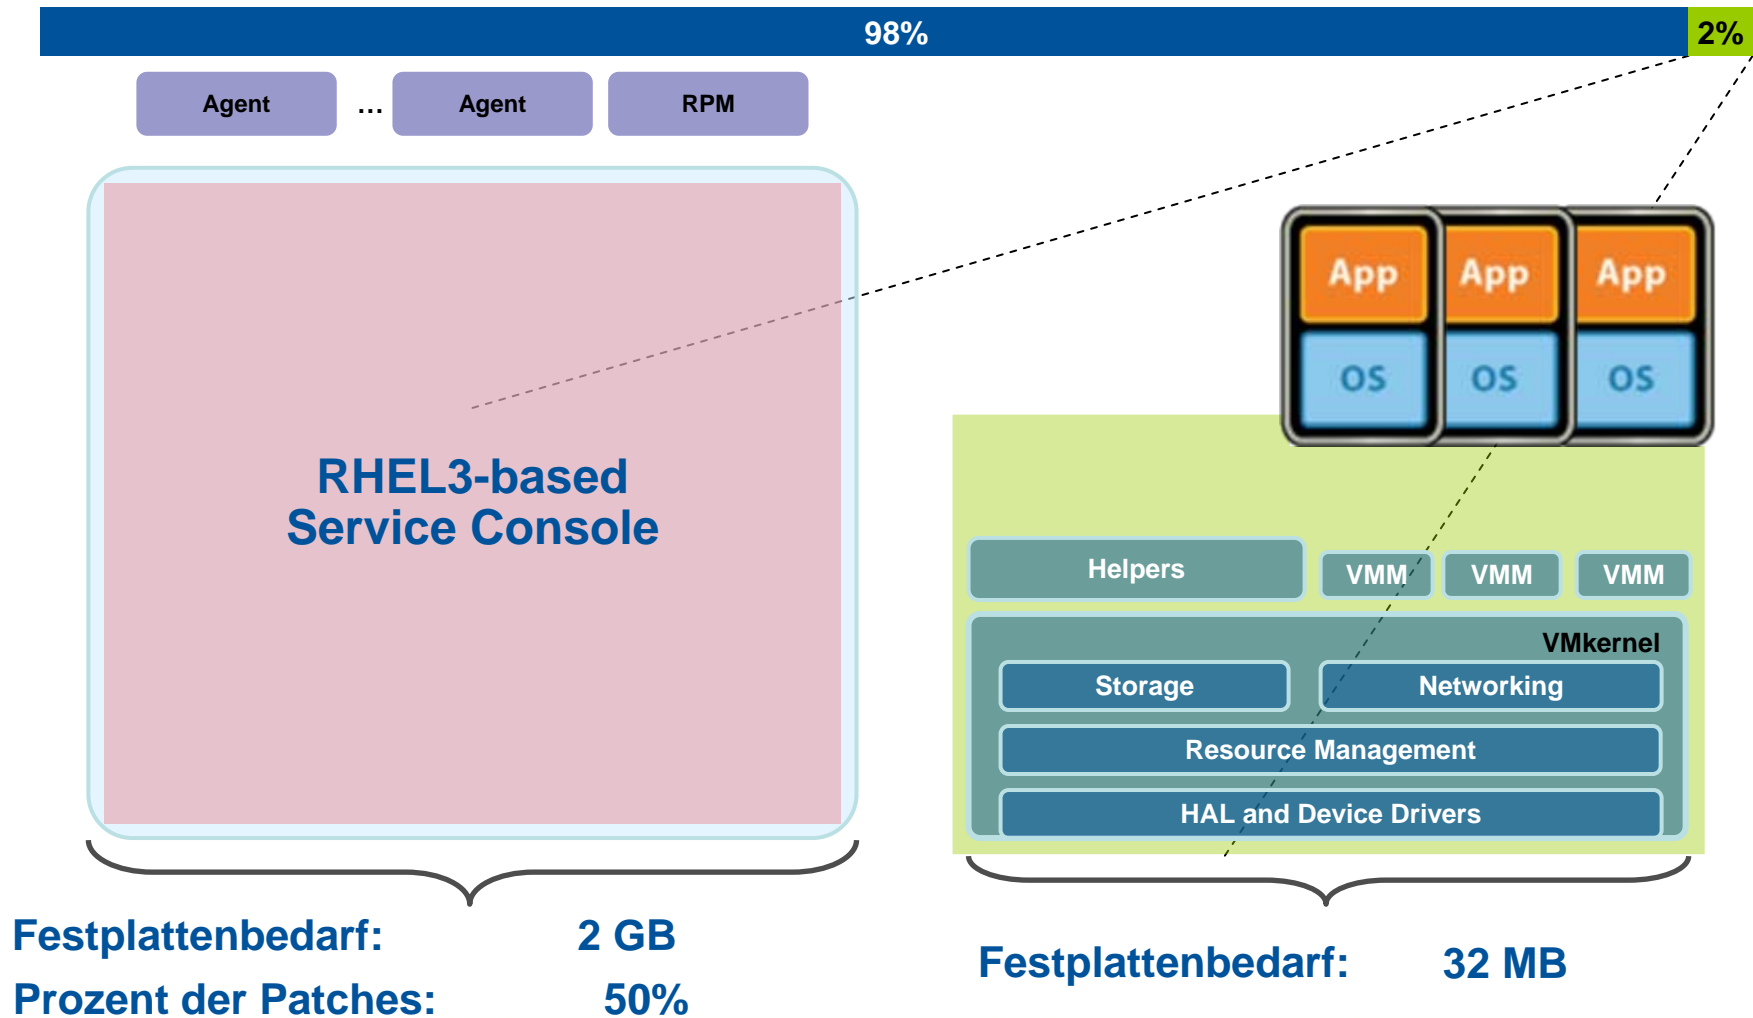 98%
2%
Agent
...
Agent
RPM
App
App
App
OS
OS
OS
RHEL3-based
Service Console
Helpers
VMM
VMM
VMM
VMkernel
Storage
Networking
Resource Management
HAL and Device Drivers
Festplattenbedarf: 2 GB
Prozent der Patches: 50%
Festplattenbedarf: 32 MB